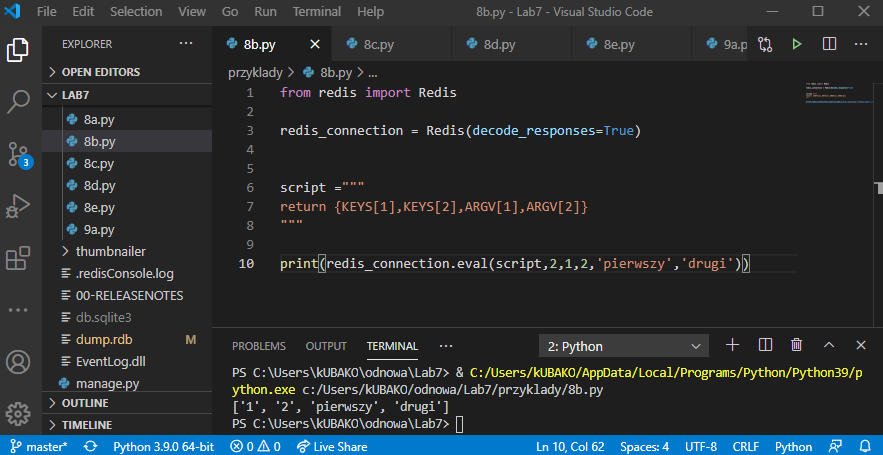 File Edit Selection View Go Run Terminal Help 8b.py - Lab7 - Visual Studio Code
EXPLORER
OPEN EDITORS
LAB7
8a.py
8b.py
8c.py
8d.py
8e.py
9a.py
thumbnailer
.redisConsole.log
00-RELEASENOTES
db.sqlite3
dump.rdb M
EventLog.dll
manage.py
OUTLINE
TIMELINE
3
8b.py 8c.py 8d.py 8e.py 9a.p
przyklady > 8b.py > ...
1 from redis import Redis
2
3 redis_connection = Redis(decode_responses=True)
4
5
6 script ="""
7 return {KEYS[1],KEYS[2],ARGV[1],ARGV[2]}
8 """
9
10 print(redis_connection.eval(script,2,1,2,'pierwszy','drugi'))
PROBLEMS OUTPUT TERMINAL ... 2: Python
PS C:\Users\kUBAKO\odnowa\Lab7> & C:/Users/kUBAKO/AppData/Local/Programs/Python/Python39/p
ython.exe c:/Users/kUBAKO/odnowa/Lab7/przyklady/8b.py
['1', '2', 'pierwszy', 'drugi']
PS C:\Users\kUBAKO\odnowa\Lab7>
master* Python 3.9.0 64-bit 0 0 Live Share Ln 10, Col 62 Spaces: 4 UTF-8 CRLF Python